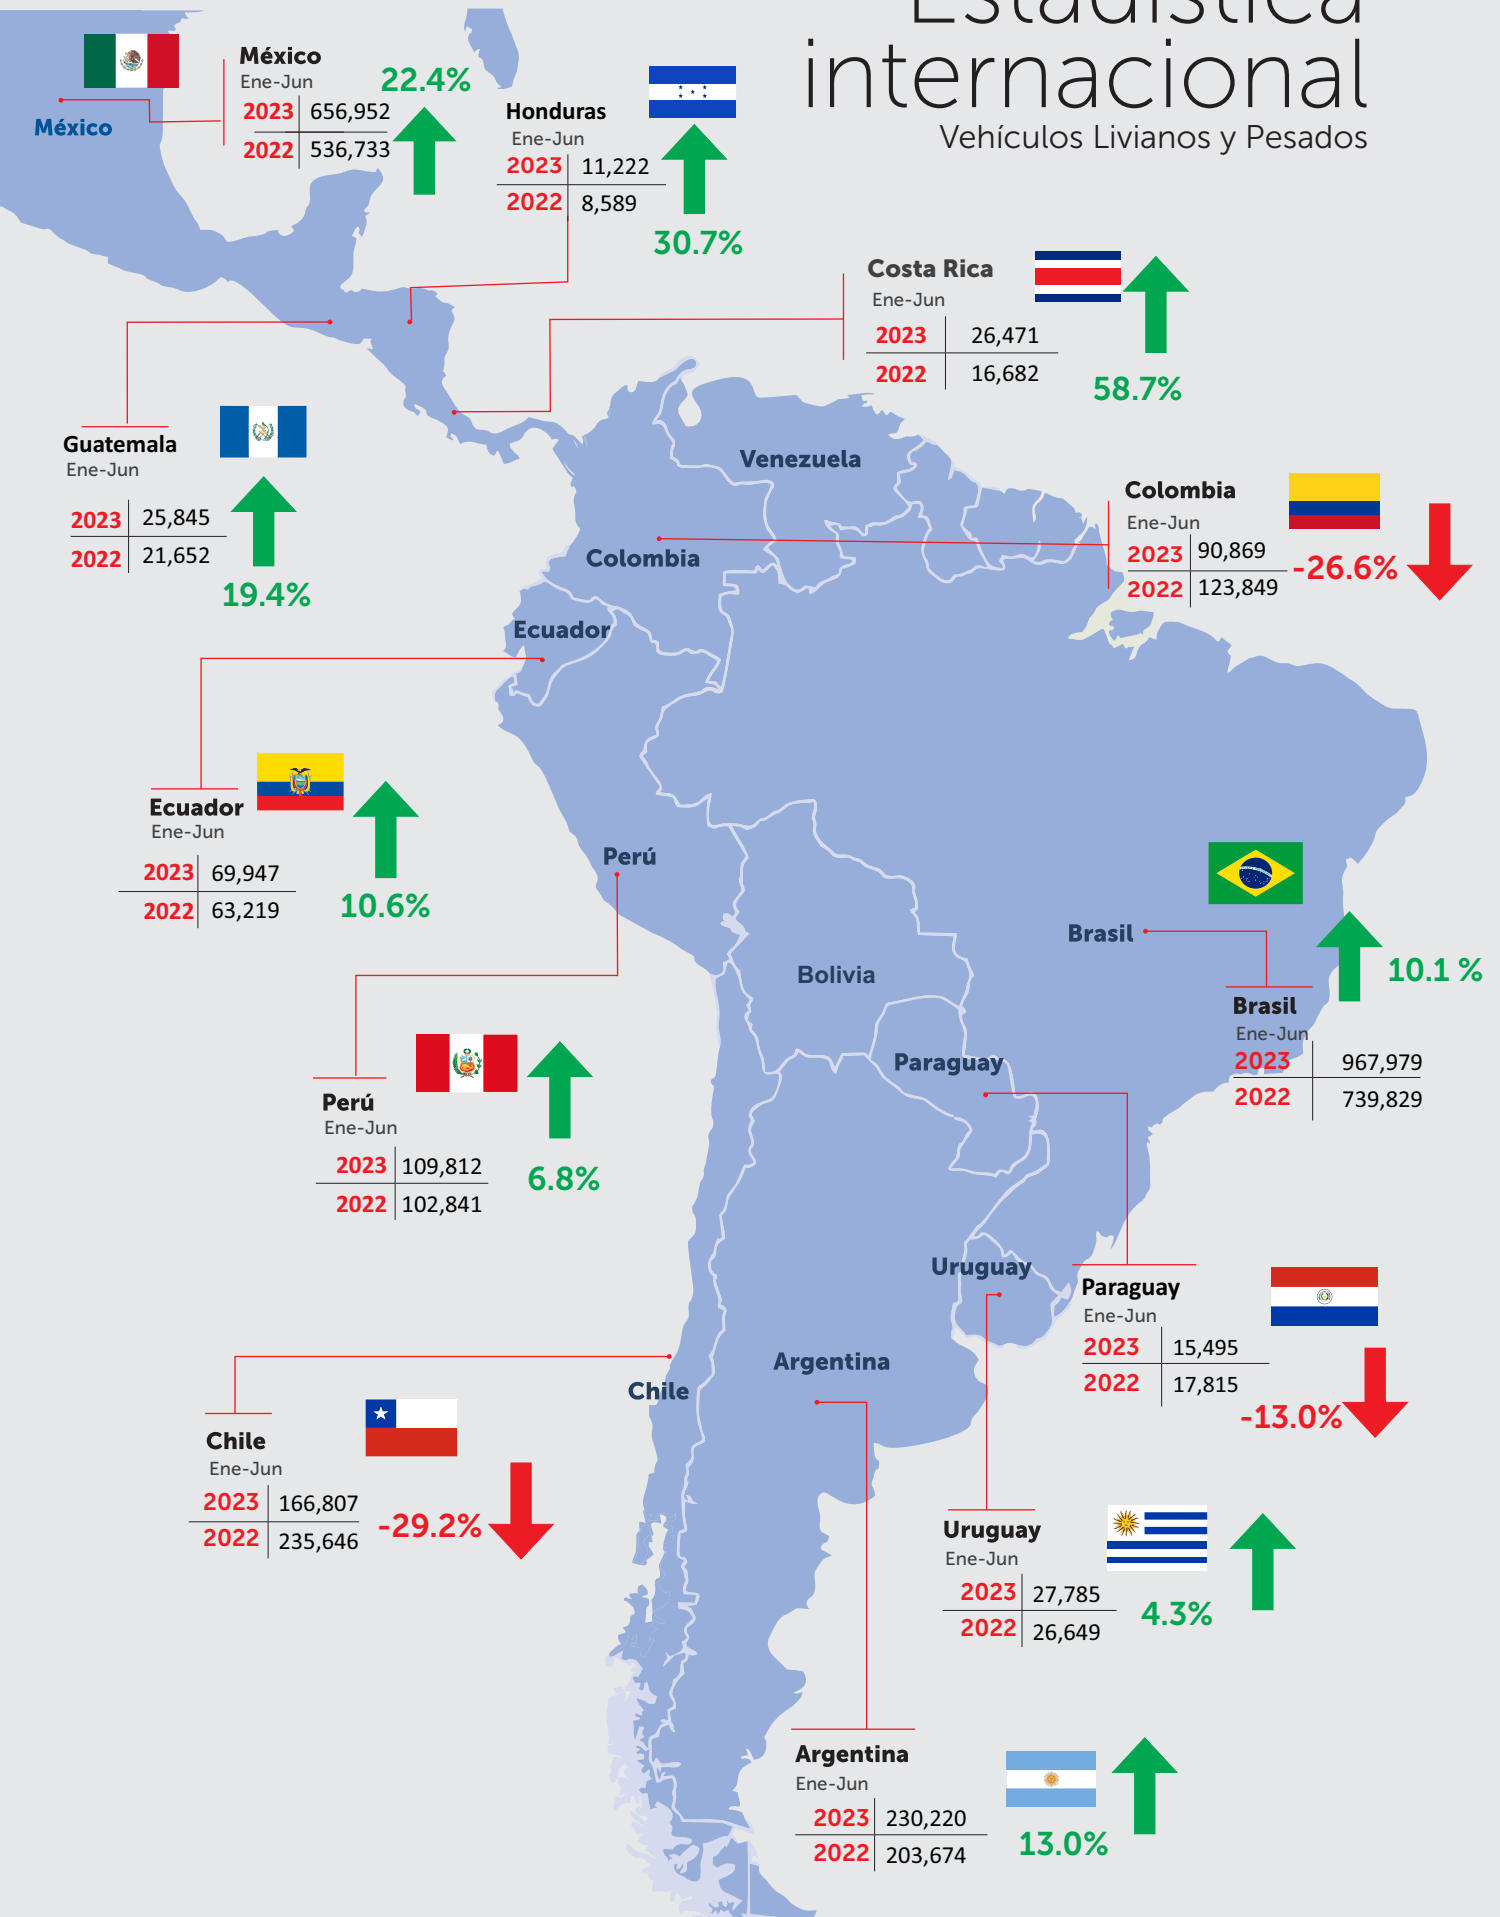 Estadística
internacional
Vehículos Livianos y Pesados
México
México
Ene-Jun
22.4%
2023 656,952
2022 536,733
Honduras
Ene-Jun
2023 11,222
2022 8,589
30.7%
Costa Rica
Ene-Jun
2023 26,471
2022 16,682
58.7%
Guatemala
Ene-Jun
2023 25,845
2022 21,652
19.4%
Venezuela
Colombia
Colombia
Ene-Jun
2023 90,869
2022 123,849
-26.6%
Ecuador
Ecuador
Ene-Jun
2023 69,947
2022 63,219
10.6%
Perú
Brasil
Brasil
Ene-Jun
10.1 %
2023 967,979
2022 739,829
Bolivia
Perú
Ene-Jun
2023 109,812
2022 102,841
6.8%
Paraguay
Uruguay
Paraguay
Ene-Jun
2023 15,495
2022 17,815
-13.0%
Argentina
Chile
Chile
Ene-Jun
2023 166,807
2022 235,646
-29.2%
Uruguay
Ene-Jun
2023 27,785
2022 26,649
4.3%
Argentina
Ene-Jun
2023 230,220
2022 203,674
13.0%